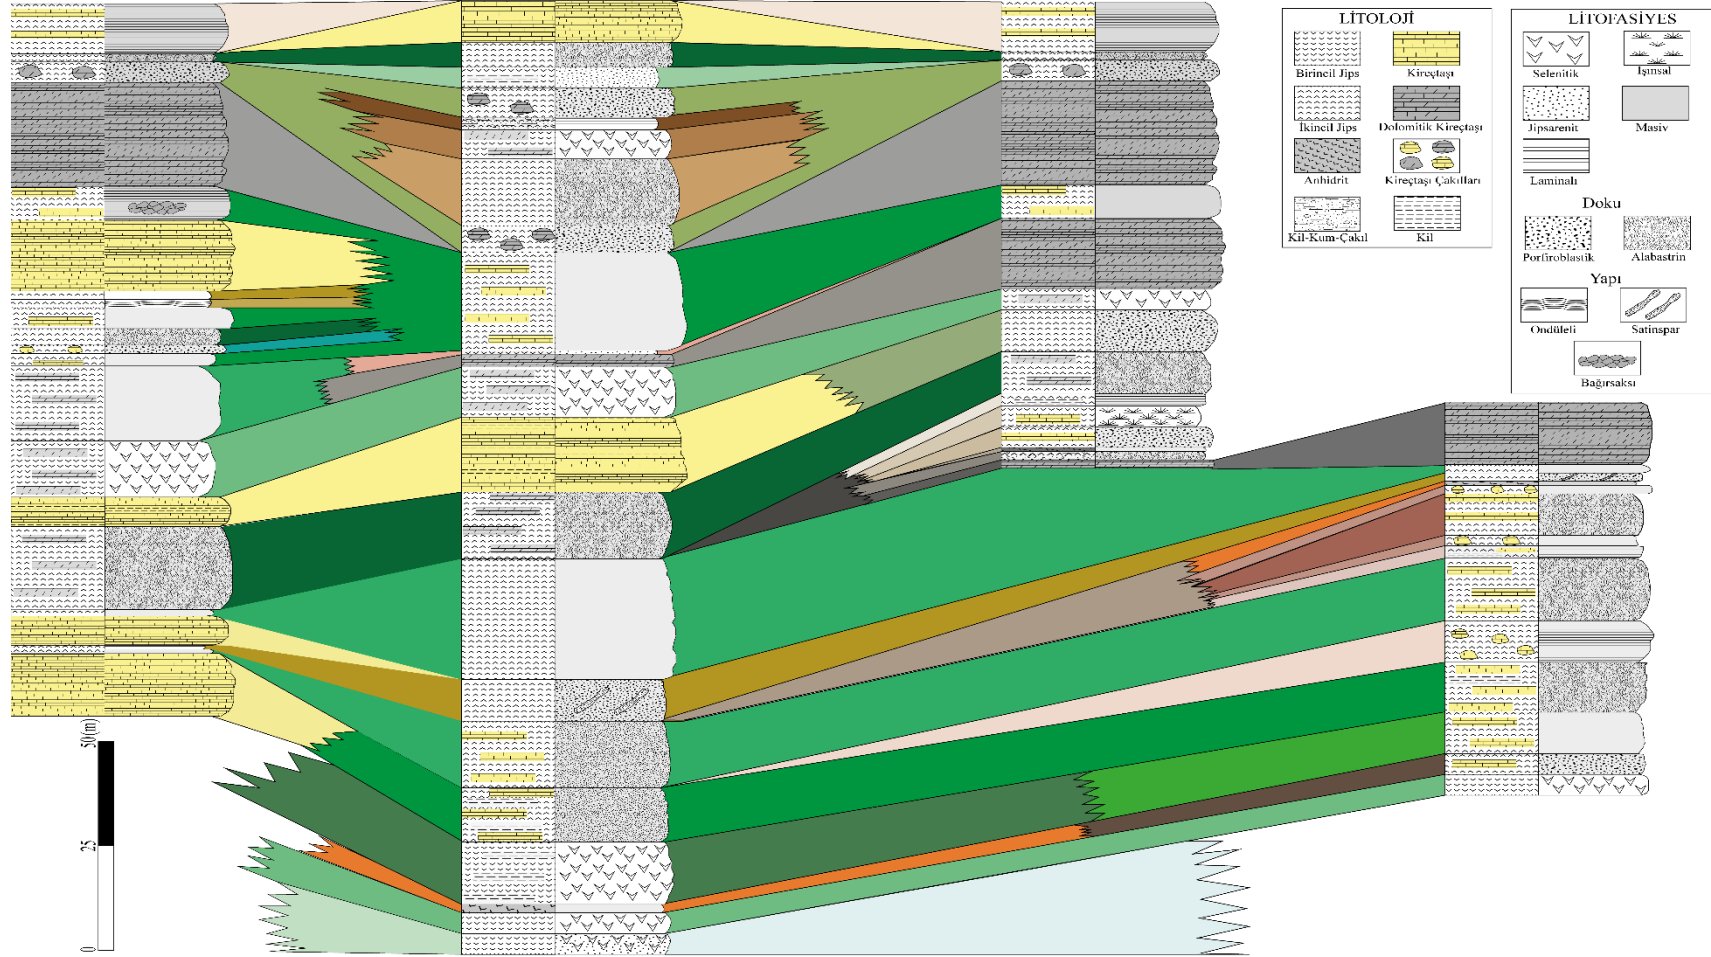 LİTOLOJİ
Birincil Jips
Kireçtaşı
İkincil Jips
Dolomitik Kireçtaşı
Anhidrit
Kireçtaşı Çakılları
Kil-Kum-Çakıl
Kil
LİTOFASİYES
Selenitik
Işınsal
Jipsarenit
Masiv
Laminalı
Doku
Porfiroblastik
Alabastrin
Yapı
Ondüleli
Satinspar
Bağırsaksı
50(m)
25
0